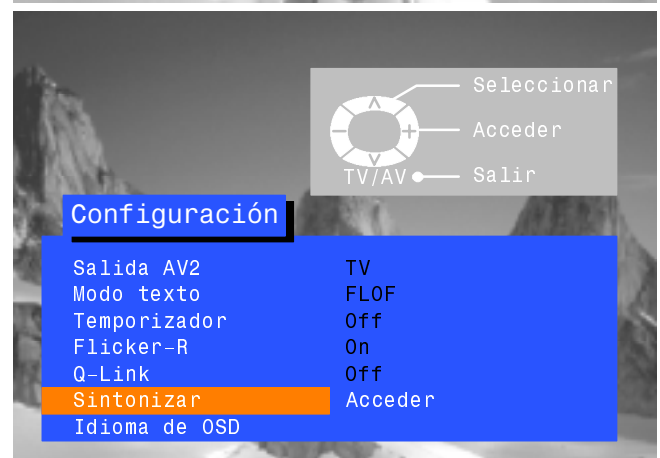 Seleccionar
− + Acceder
TV/AV Salir
Configuración
Salida AV2 TV
Modo texto FLOF
Temporizador Off
Flicker–R On
Q–Link Off
Sintonizar Acceder
Idioma de OSD